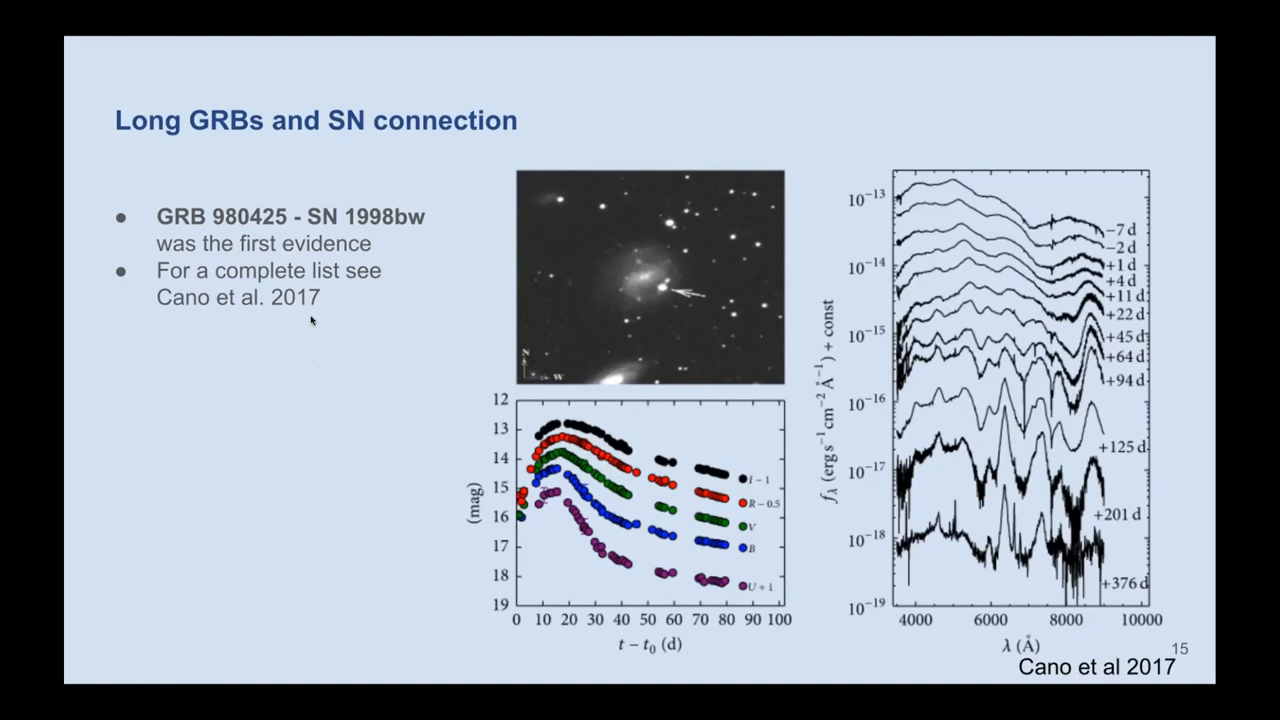 Long GRBs and SN connection
● GRB 980425 - SN 1998bw
was the first evidence
● For a complete list see
Cano et al. 2017
N
W
12
13
14
15
16
17
18
19
(mag)
I − 1
R − 0.5
V
B
U + 1
0 10 20 30 40 50 60 70 80 90 100
t − t₀ (d)
10⁻¹³
10⁻¹⁴
10⁻¹⁵
10⁻¹⁶
10⁻¹⁷
10⁻¹⁸
10⁻¹⁹
fλ (erg s⁻¹ cm⁻² Å⁻¹) + const
−7 d
−2 d
+1 d
+4 d
+11 d
+22 d
+45 d
+64 d
+94 d
+125 d
+201 d
+376 d
4000 6000 8000 10000
λ (Å)
15
Cano et al 2017